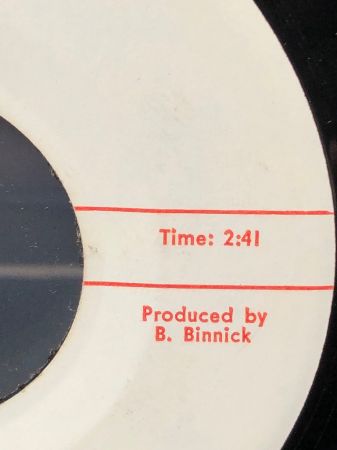 Time: 2:41
Produced by
B. Binnick